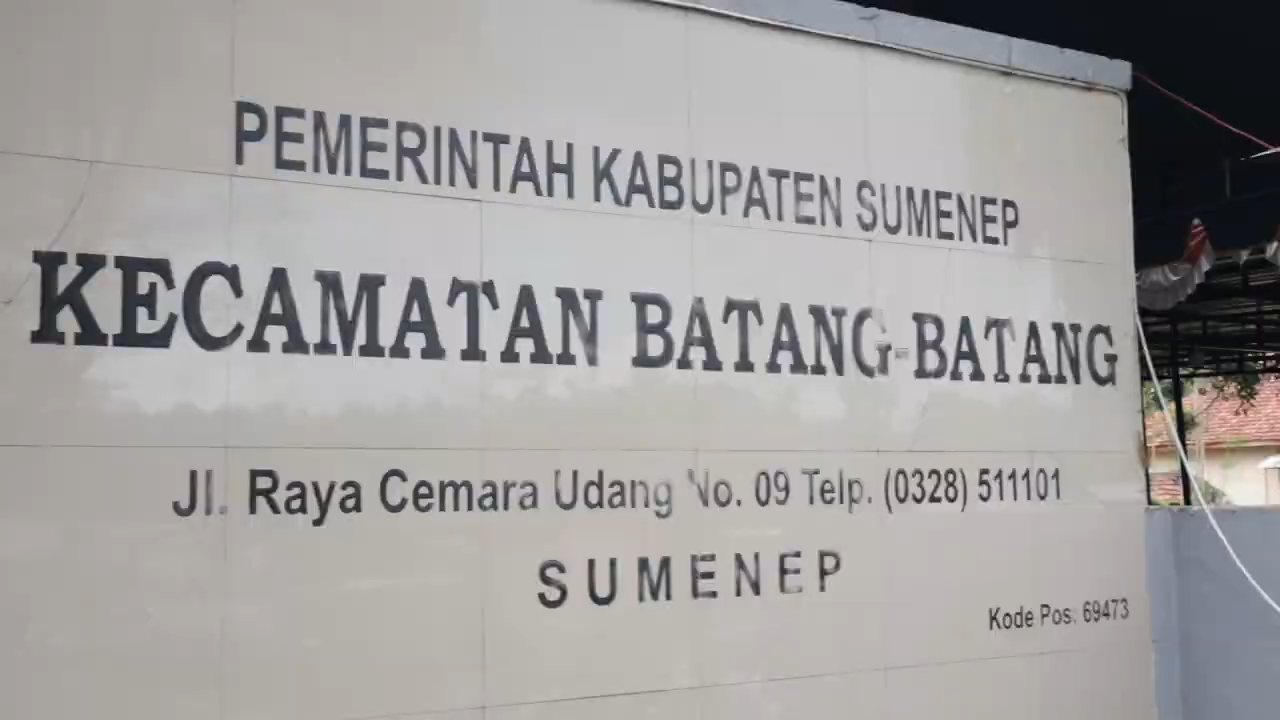 PEMERINTAH KABUPATEN SUMENEP
KECAMATAN BATANG-BATANG
Jl. Raya Cemara Udang No. 09 Telp. (0328) 511101
SUMENEP
Kode Pos: 69473